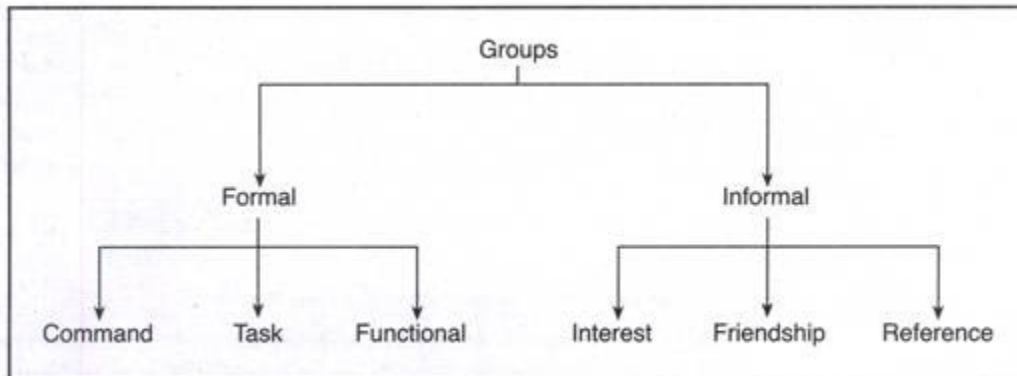 Groups
Formal Informal
Command Task Functional Interest Friendship Reference